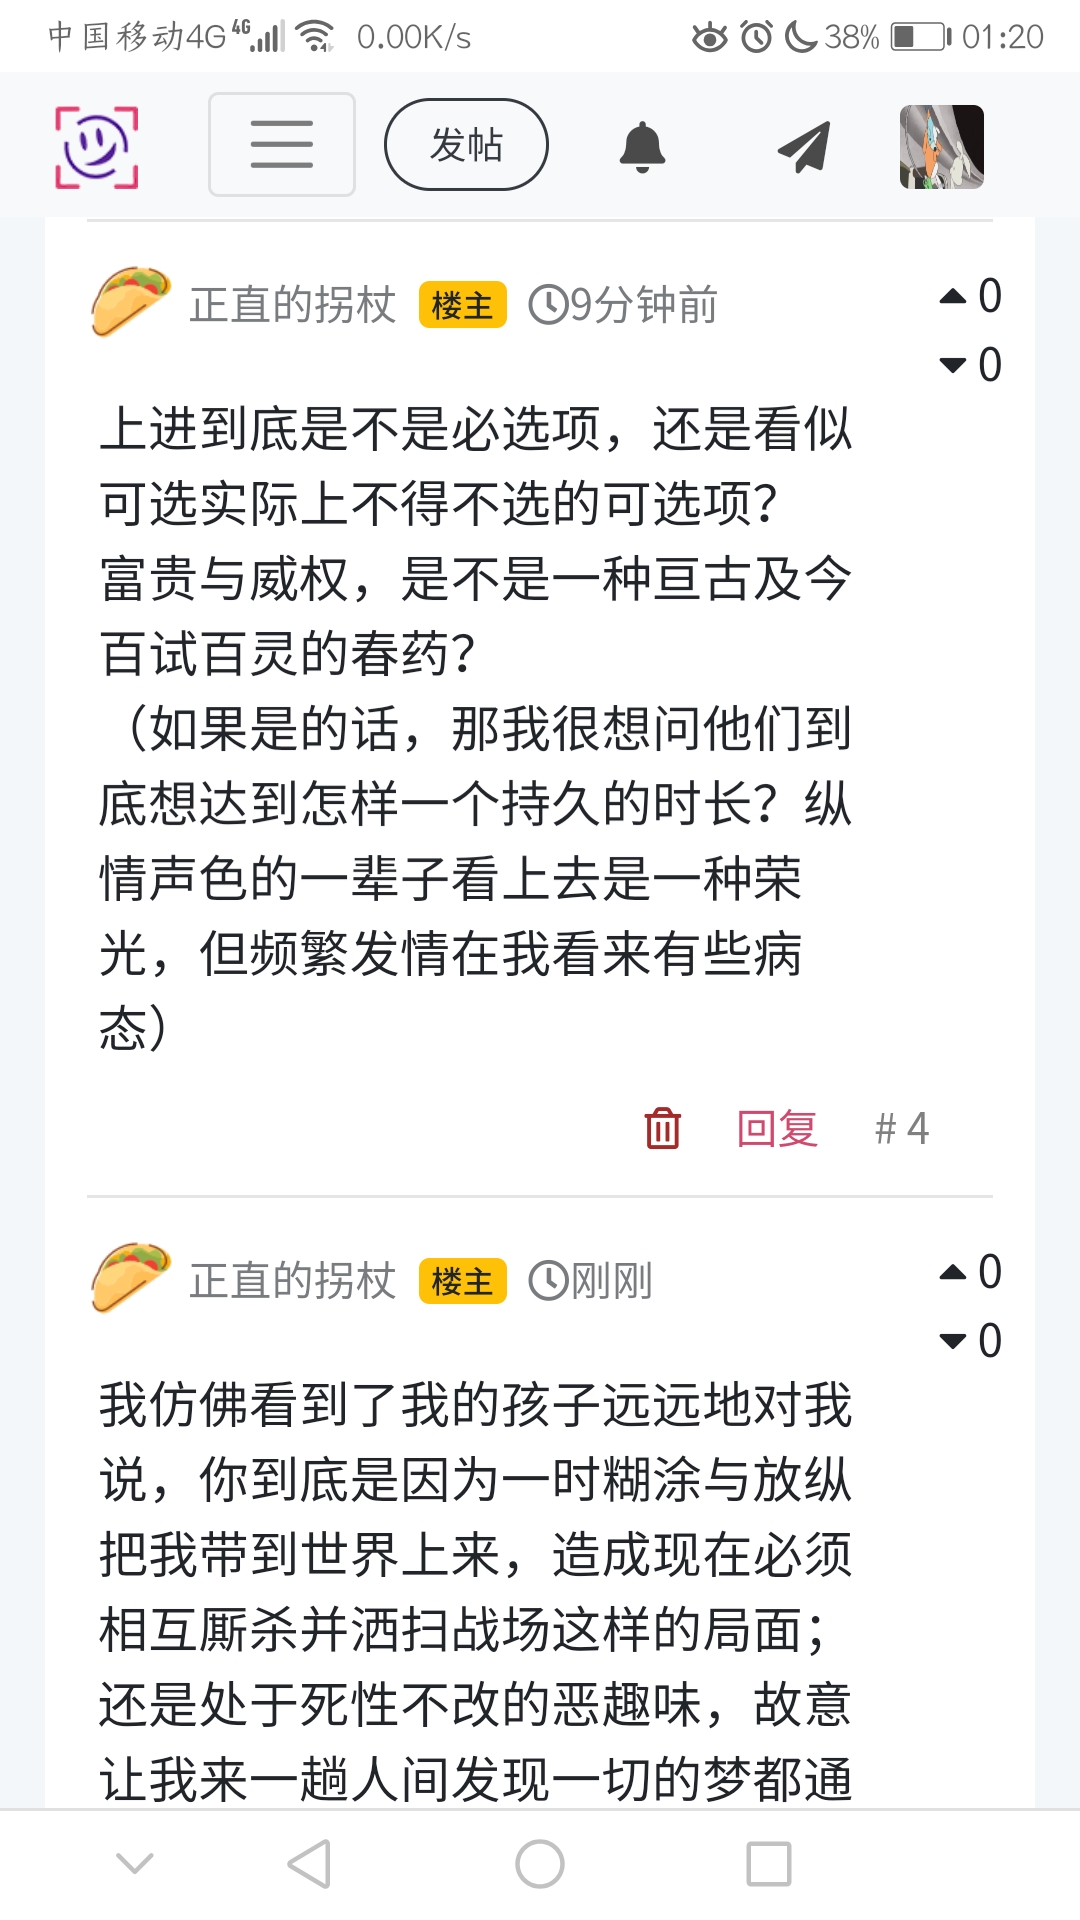 中国移动4G 4G 0.00K/s 38% 01:20
发帖
正直的拐杖 楼主 9分钟前 0
0
上进到底是不是必选项，还是看似
可选实际上不得不选的可选项？
富贵与威权，是不是一种亘古及今
百试百灵的春药？
（如果是的话，那我很想问他们到
底想达到怎样一个持久的时长？纵
情声色的一辈子看上去是一种荣
光，但频繁发情在我看来有些病
态）
回复 # 4
正直的拐杖 楼主 刚刚 0
0
我仿佛看到了我的孩子远远地对我
说，你到底是因为一时糊涂与放纵
把我带到世界上来，造成现在必须
相互厮杀并洒扫战场这样的局面；
还是处于死性不改的恶趣味，故意
让我来一趟人间发现一切的梦都通